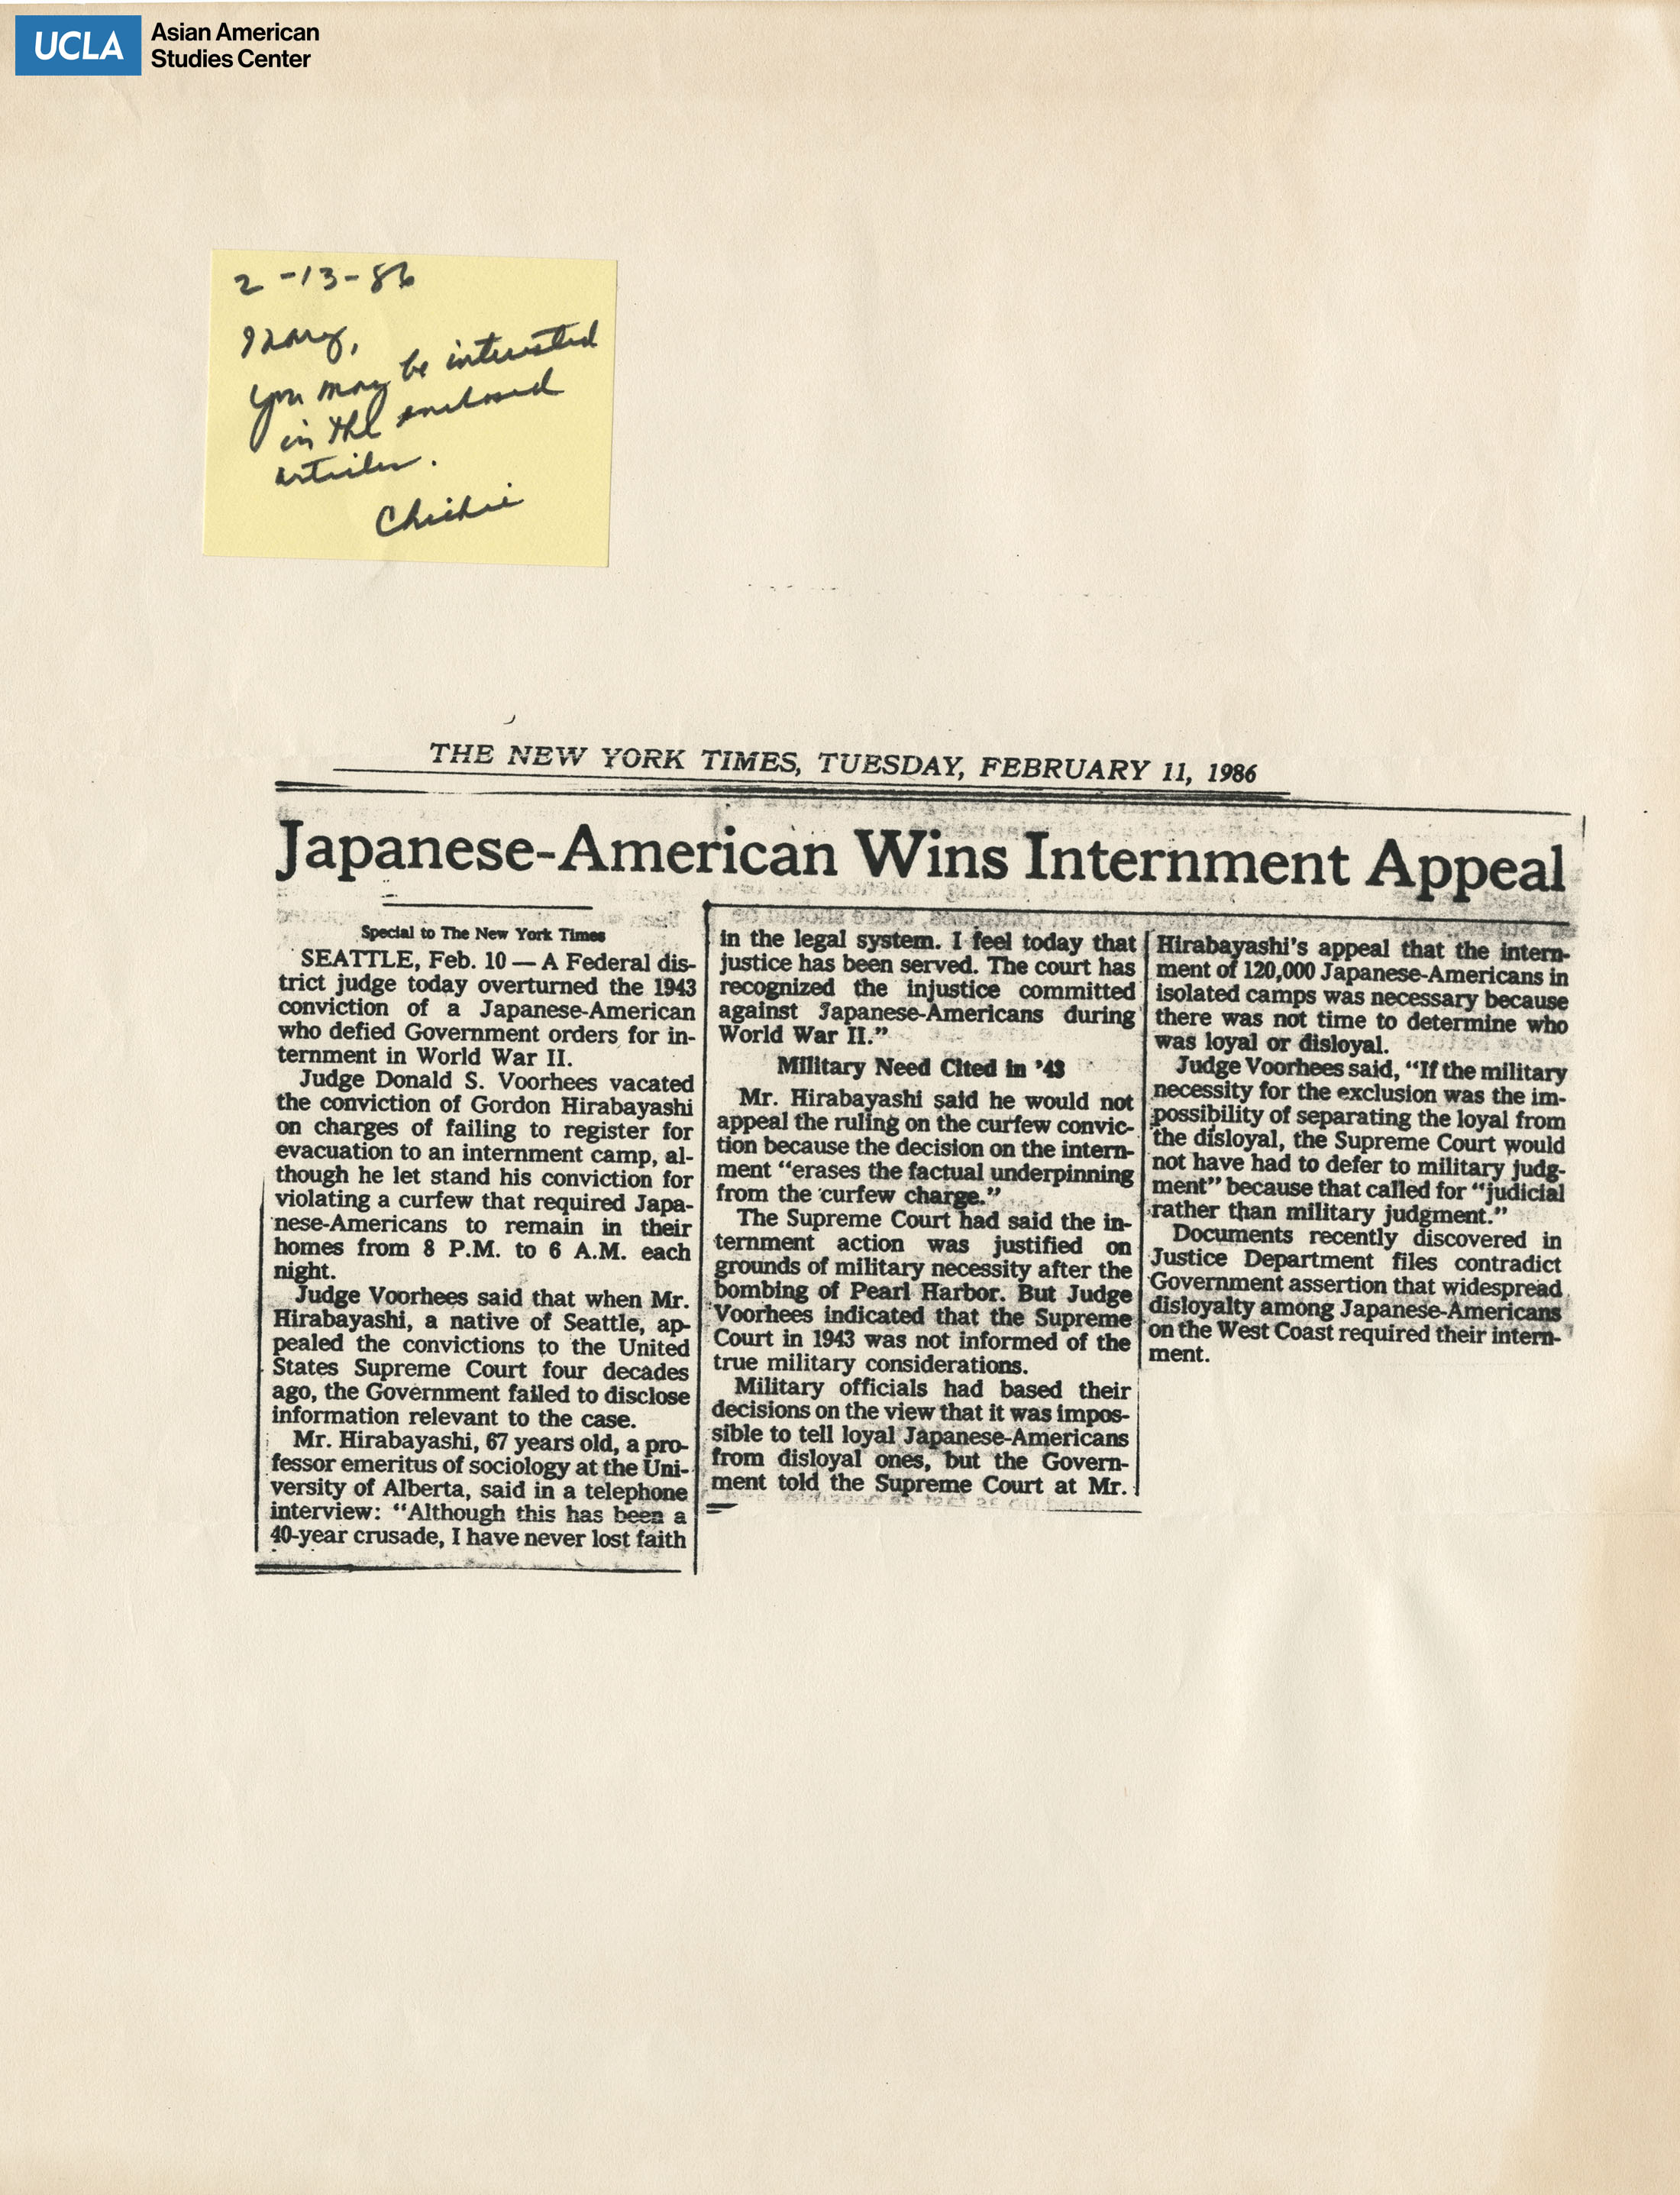 UCLA Asian American
Studies Center
2-13-86
Mary,
you may be interested
in the enclosed
articles.
Chichie
THE NEW YORK TIMES, TUESDAY, FEBRUARY 11, 1986
Japanese-American Wins Internment Appeal
Special to The New York Times
SEATTLE, Feb. 10 — A Federal dis-
trict judge today overturned the 1943
conviction of a Japanese-American
who defied Government orders for in-
ternment in World War II.
Judge Donald S. Voorhees vacated
the conviction of Gordon Hirabayashi
on charges of failing to register for
evacuation to an internment camp, al-
though he let stand his conviction for
violating a curfew that required Japa-
nese-Americans to remain in their
homes from 8 P.M. to 6 A.M. each
night.
Judge Voorhees said that when Mr.
Hirabayashi, a native of Seattle, ap-
pealed the convictions to the United
States Supreme Court four decades
ago, the Government failed to disclose
information relevant to the case.
Mr. Hirabayashi, 67 years old, a pro-
fessor emeritus of sociology at the Uni-
versity of Alberta, said in a telephone
interview: “Although this has been a
40-year crusade, I have never lost faith
in the legal system. I feel today that
justice has been served. The court has
recognized the injustice committed
against Japanese-Americans during
World War II.”
Military Need Cited in ’43
Mr. Hirabayashi said he would not
appeal the ruling on the curfew convic-
tion because the decision on the intern-
ment “erases the factual underpinning
from the curfew charge.”
The Supreme Court had said the in-
ternment action was justified on
grounds of military necessity after the
bombing of Pearl Harbor. But Judge
Voorhees indicated that the Supreme
Court in 1943 was not informed of the
true military considerations.
Military officials had based their
decisions on the view that it was impos-
sible to tell loyal Japanese-Americans
from disloyal ones, but the Govern-
ment told the Supreme Court at Mr.
Hirabayashi’s appeal that the intern-
ment of 120,000 Japanese-Americans in
isolated camps was necessary because
there was not time to determine who
was loyal or disloyal.
Judge Voorhees said, “If the military
necessity for the exclusion was the im-
possibility of separating the loyal from
the disloyal, the Supreme Court would
not have had to defer to military judg-
ment” because that called for “judicial
rather than military judgment.”
Documents recently discovered in
Justice Department files contradict
Government assertion that widespread
disloyalty among Japanese-Americans
on the West Coast required their intern-
ment.